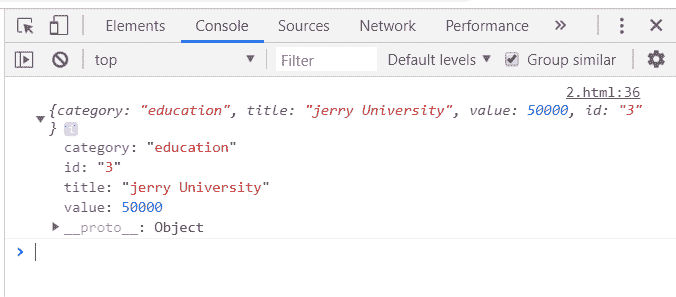 Elements Console Sources Network Performance »
top Filter Default levels Group similar
2.html:36
{category: "education", title: "jerry University", value: 50000, id: "3"
} i
category: "education"
id: "3"
title: "jerry University"
value: 50000
__proto__: Object
>